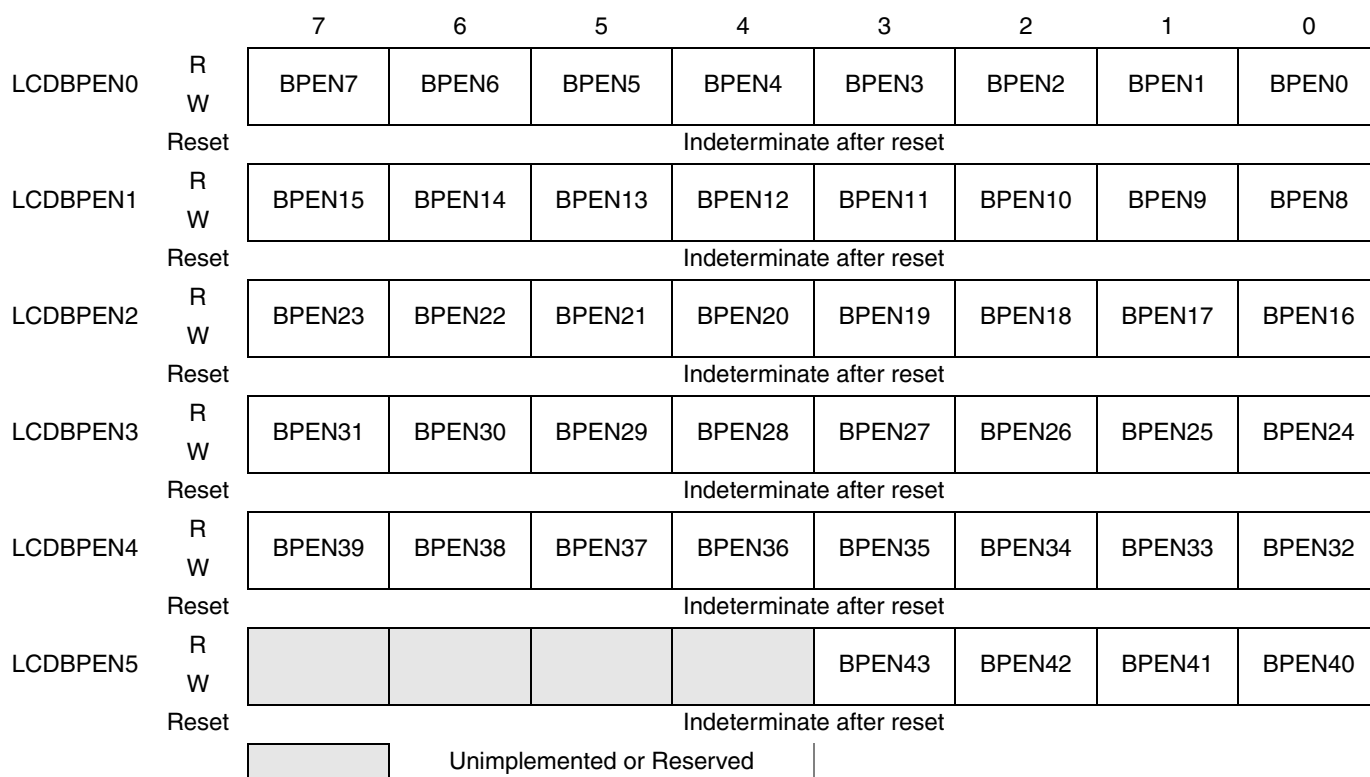 7 6 5 4 3 2 1 0
LCDBPEN0 R W BPEN7 BPEN6 BPEN5 BPEN4 BPEN3 BPEN2 BPEN1 BPEN0
Reset Indeterminate after reset
LCDBPEN1 R W BPEN15 BPEN14 BPEN13 BPEN12 BPEN11 BPEN10 BPEN9 BPEN8
Reset Indeterminate after reset
LCDBPEN2 R W BPEN23 BPEN22 BPEN21 BPEN20 BPEN19 BPEN18 BPEN17 BPEN16
Reset Indeterminate after reset
LCDBPEN3 R W BPEN31 BPEN30 BPEN29 BPEN28 BPEN27 BPEN26 BPEN25 BPEN24
Reset Indeterminate after reset
LCDBPEN4 R W BPEN39 BPEN38 BPEN37 BPEN36 BPEN35 BPEN34 BPEN33 BPEN32
Reset Indeterminate after reset
LCDBPEN5 R W BPEN43 BPEN42 BPEN41 BPEN40
Reset Indeterminate after reset
Unimplemented or Reserved